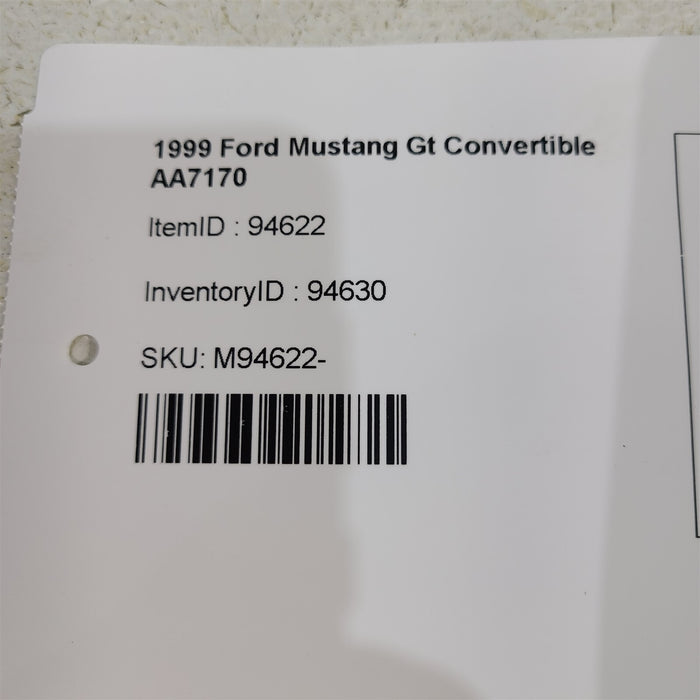 1999 Ford Mustang Gt Convertible
AA7170
ItemID : 94622
InventoryID : 94630
SKU: M94622-